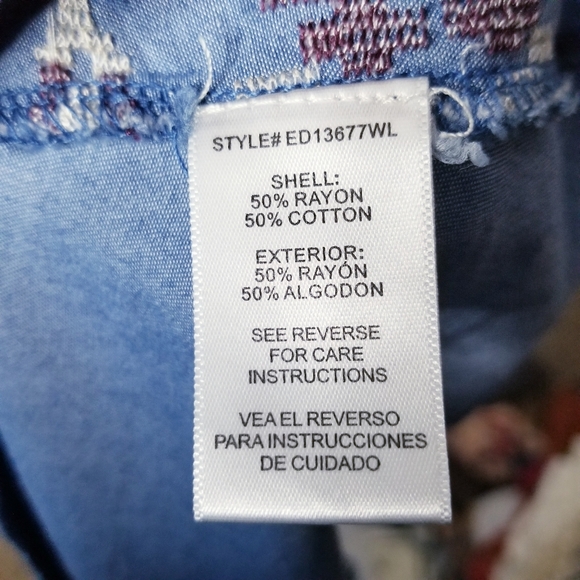 STYLE# ED13677WL
SHELL:
50% RAYON
50% COTTON
EXTERIOR:
50% RAYÓN
50% ALGODON
SEE REVERSE
FOR CARE
INSTRUCTIONS
VEA EL REVERSO
PARA INSTRUCCIONES
DE CUIDADO